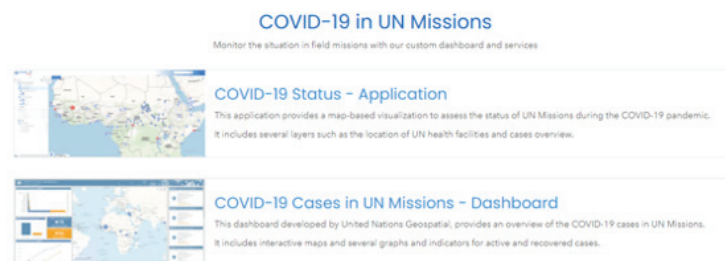 COVID-19 in UN Missions
Monitor the situation in field missions with our custom dashboard and services
COVID-19 Status - Application
This application provides a map-based visualization to assess the status of UN Missions during the COVID-19 pandemic.
It includes several layers such as the location of UN health facilities and cases overview.
COVID-19 Cases in UN Missions - Dashboard
This dashboard developed by United Nations Geospatial, provides an overview of the COVID-19 cases in UN Missions.
It includes interactive maps and several graphs and indicators for active and recovered cases.